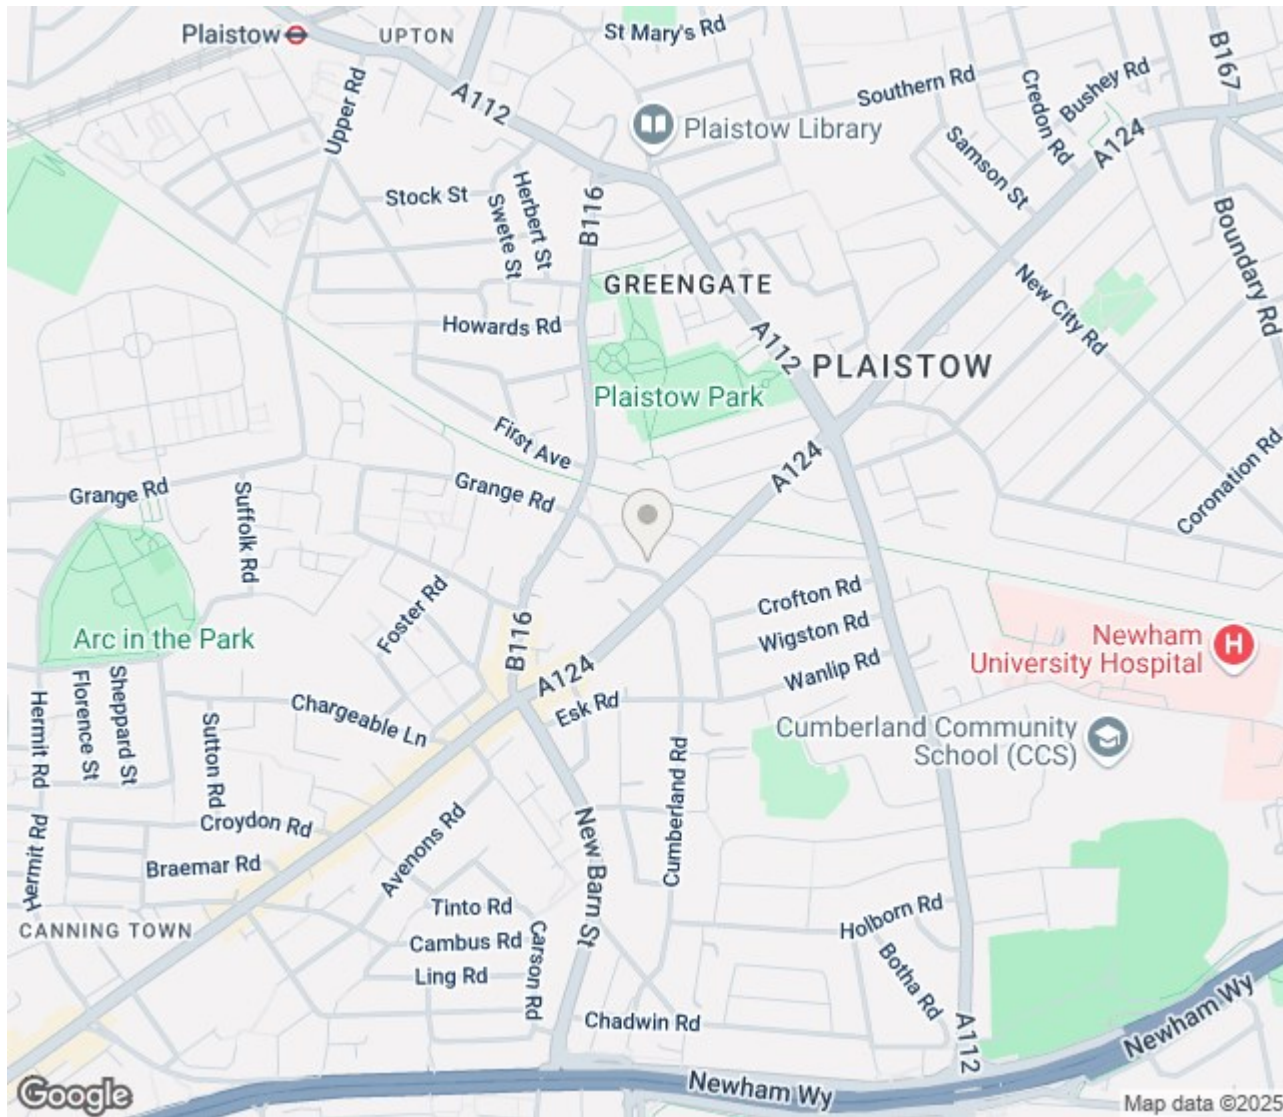 Plaistow
UPTON
St Mary's Rd
B167
Southern Rd
Bushey Rd
Credon Rd
A112
Upper Rd
Plaistow Library
A124
Samson St
Stock St
Herbert St
Swete St
B116
Boundary Rd
GREENGATE
New City Rd
Howards Rd
A112
PLAISTOW
Plaistow Park
First Ave
Coronation Rd
A124
Grange Rd
Grange Rd
Suffolk Rd
Foster Rd
Crofton Rd
Wigston Rd
Wanlip Rd
Newham
University Hospital
H
Arc in the Park
B116
A124
Esk Rd
Sheppard St
Florence St
Hermit Rd
Sutton Rd
Chargeable Ln
Cumberland Community
School (CCS)
Cumberland Rd
Croydon Rd
Hermit Rd
Braemar Rd
Avenons Rd
New Barn St
CANNING TOWN
Tinto Rd
Cambus Rd
Ling Rd
Carson Rd
Holborn Rd
Botha Rd
Chadwin Rd
A112
Newham Wy
Newham Wy
Google
Map data ©2025